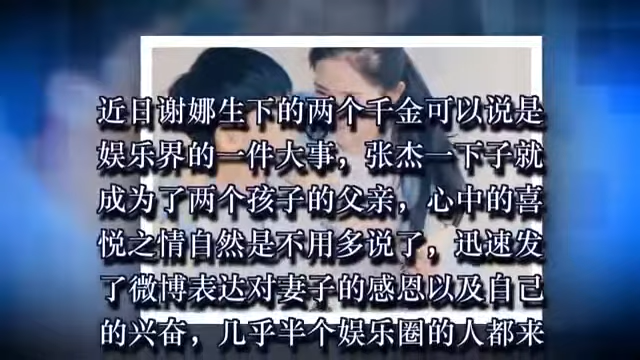 近日谢娜生下的两个千金可以说是
娱乐界的一件大事，张杰一下子就
成为了两个孩子的父亲，心中的喜
悦之情自然是不用多说了，迅速发
了微博表达对妻子的感恩以及自己
的兴奋，几乎半个娱乐圈的人都来